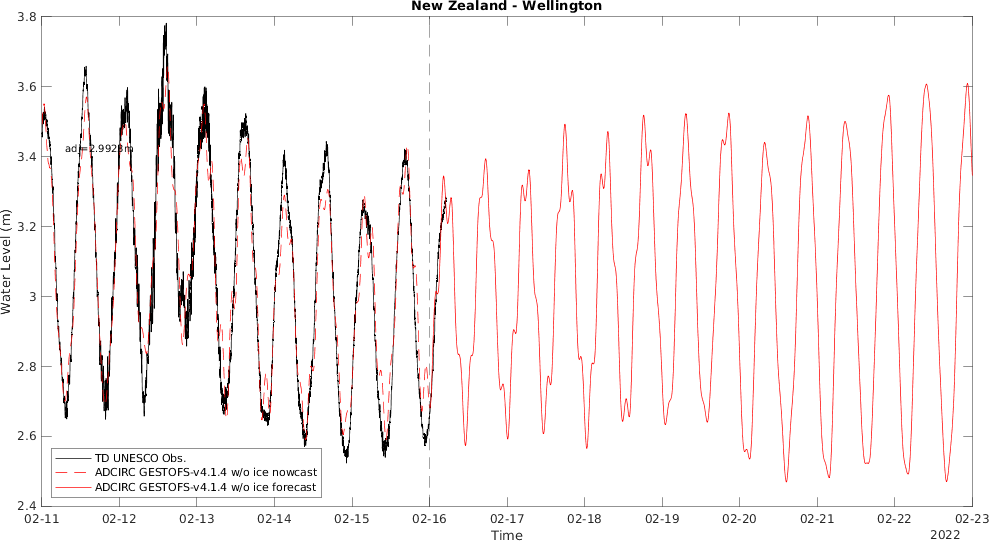 New Zealand - Wellington
3.8
3.6
3.4
3.2
3
2.8
2.6
2.4
Water Level (m)
adj=2.9923m
TD UNESCO Obs.
ADCIRC GESTOFS-v4.1.4 w/o ice nowcast
ADCIRC GESTOFS-v4.1.4 w/o ice forecast
02-11 02-12 02-13 02-14 02-15 02-16 02-17 02-18 02-19 02-20 02-21 02-22 02-23
Time
2022